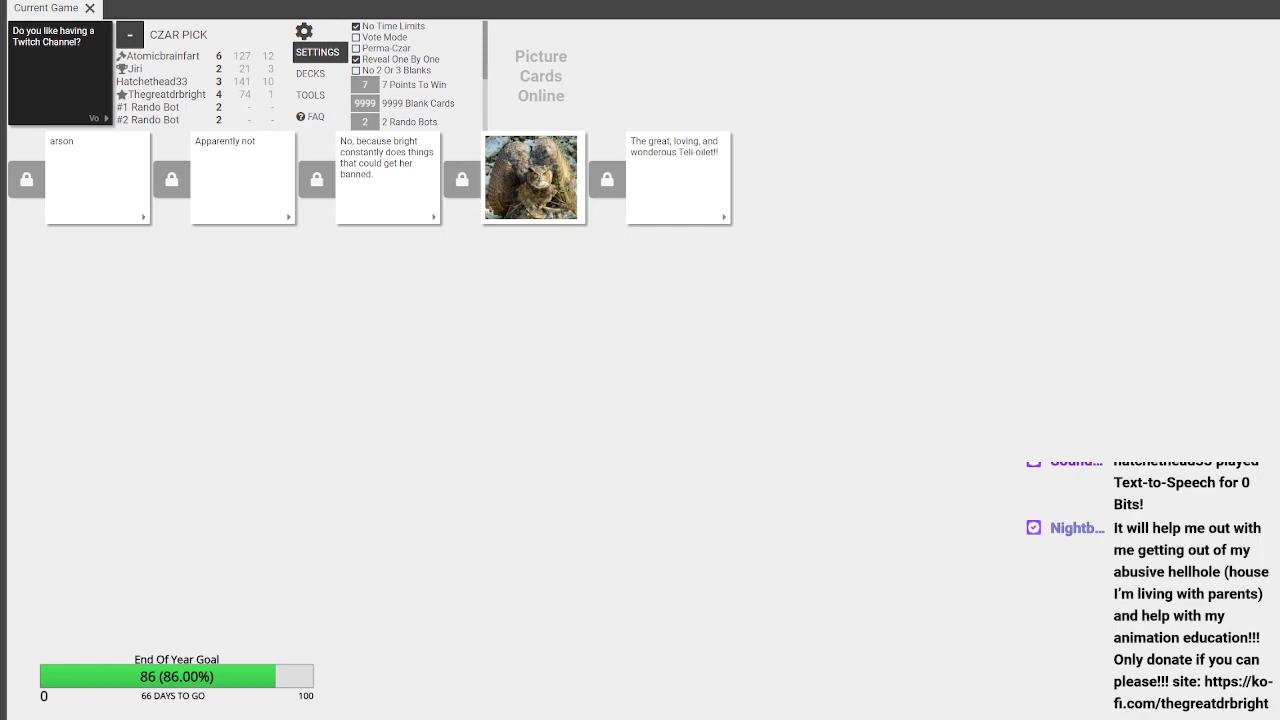 Current Game
Do you like having a
Twitch Channel?
Vo
-
CZAR PICK
Atomicbrainfart 6 127 12
Jiri 2 21 3
Hatchethead33 3 141 10
Thegreatdrbright 4 74 1
#1 Rando Bot 2 - -
#2 Rando Bot 2 - -
SETTINGS
DECKS
TOOLS
FAQ
No Time Limits
Vote Mode
Perma-Czar
Reveal One By One
No 2 Or 3 Blanks
7 7 Points To Win
9999 9999 Blank Cards
2 2 Rando Bots
Picture
Cards
Online
arson
Apparently not
No, because bright
constantly does things
that could get her
banned.
The great, loving, and
wonderous Teli-oilet!!
Sound... hatchethead33 played
Text-to-Speech for 0
Bits!
Nightb... It will help me out with
me getting out of my
abusive hellhole (house
I'm living with parents)
and help with my
animation education!!!
Only donate if you can
please!!! site: https://ko-
fi.com/thegreatdrbright
End Of Year Goal
86 (86.00%)
0 66 DAYS TO GO 100